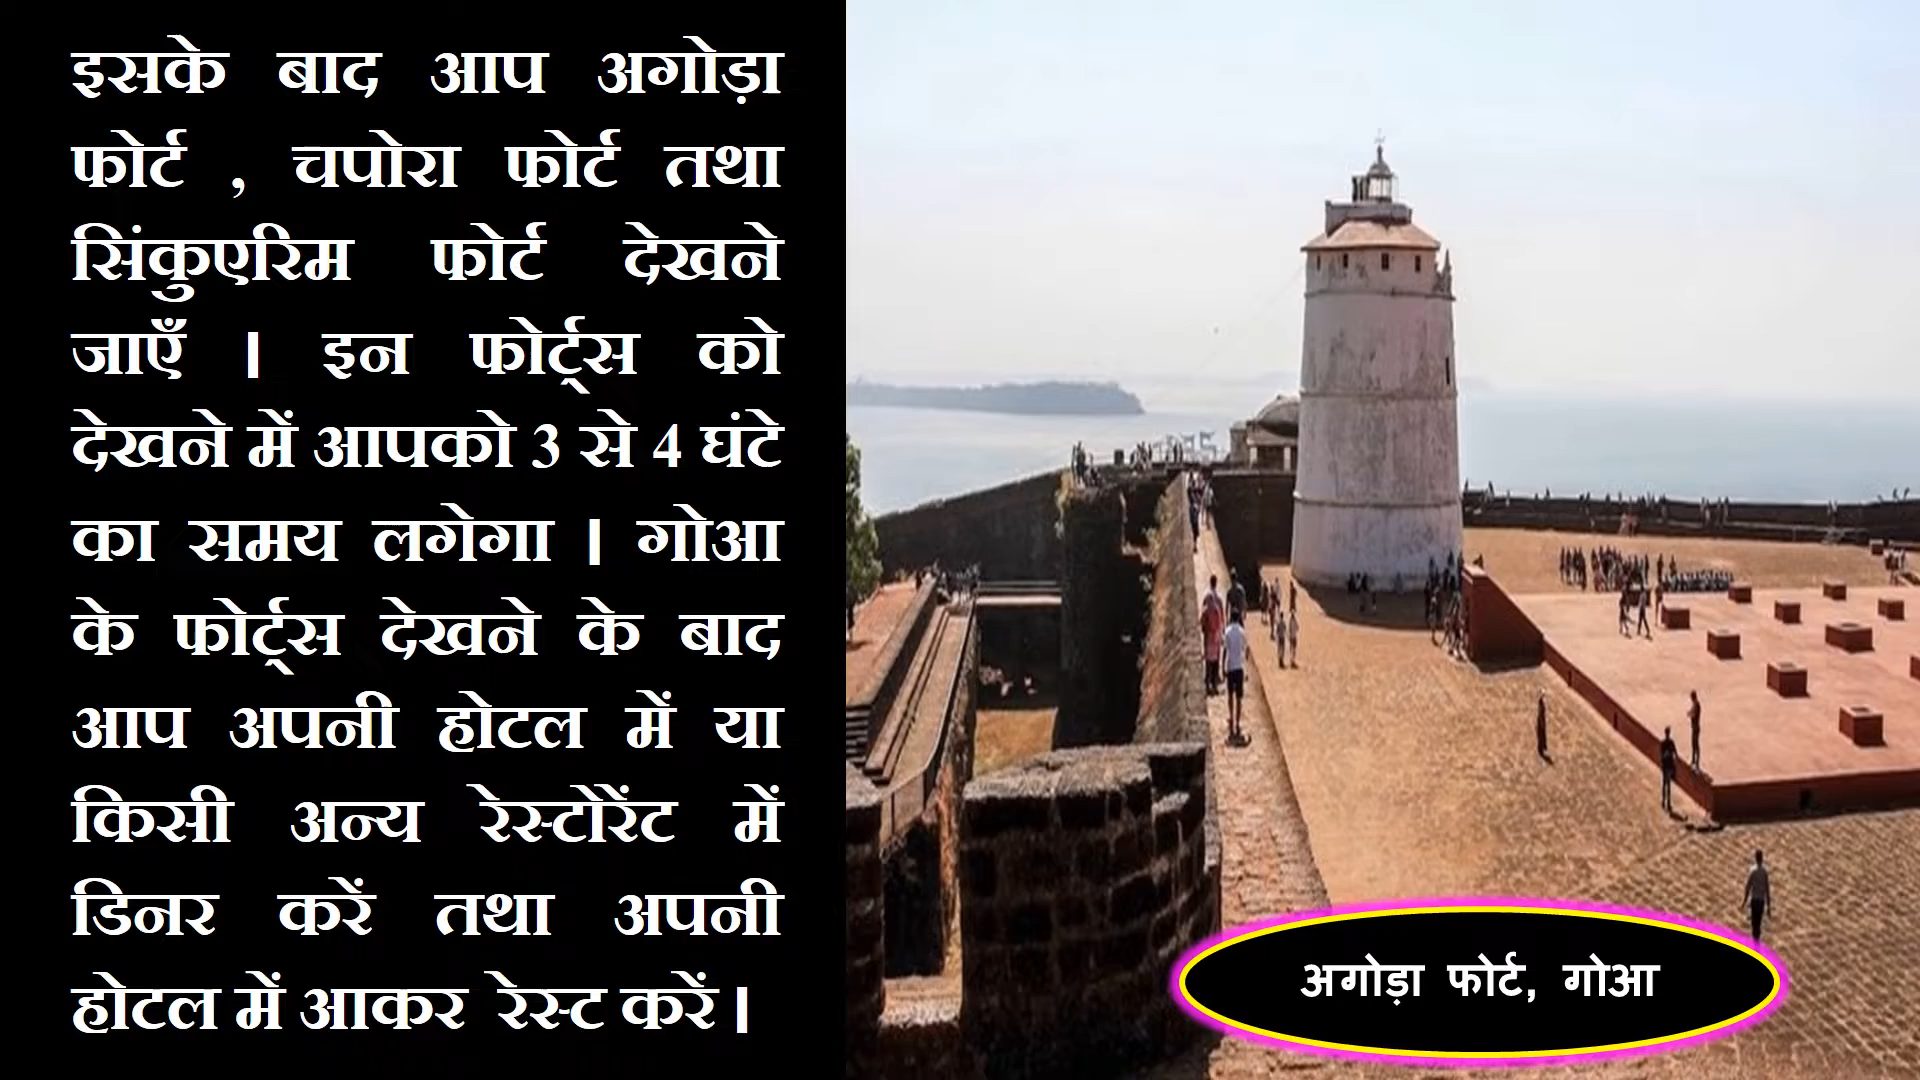 इसके बाद आप अगोड़ा
फोर्ट , चपोरा फोर्ट तथा
सिंकुएरिम फोर्ट देखने
जाएँ । इन फोर्ट्स को
देखने में आपको 3 से 4 घंटे
का समय लगेगा । गोआ
के फोर्ट्स देखने के बाद
आप अपनी होटल में या
किसी अन्य रेस्टोरेंट में
डिनर करें तथा अपनी
होटल में आकर रेस्ट करें ।
अगोड़ा फोर्ट, गोआ